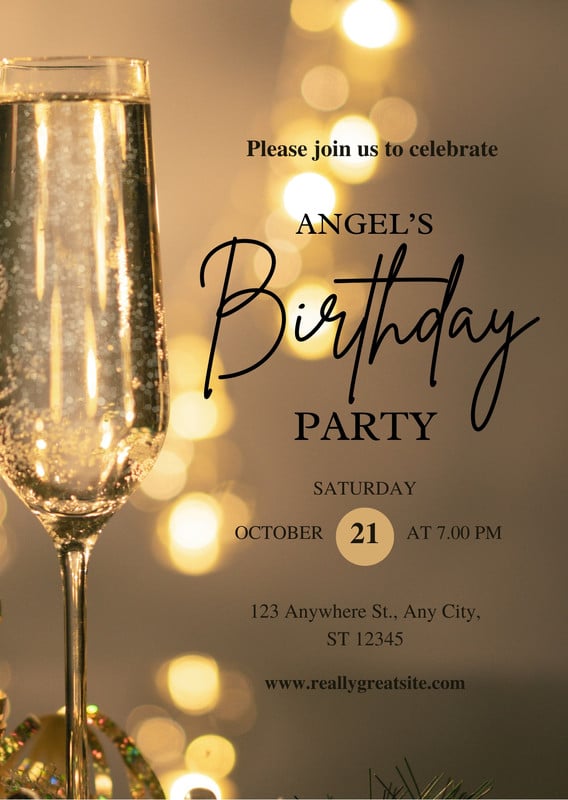 Please join us to celebrate
ANGEL’S
Birthday
PARTY
SATURDAY
OCTOBER 21 AT 7.00 PM
123 Anywhere St., Any City,
ST 12345
www.reallygreatsite.com